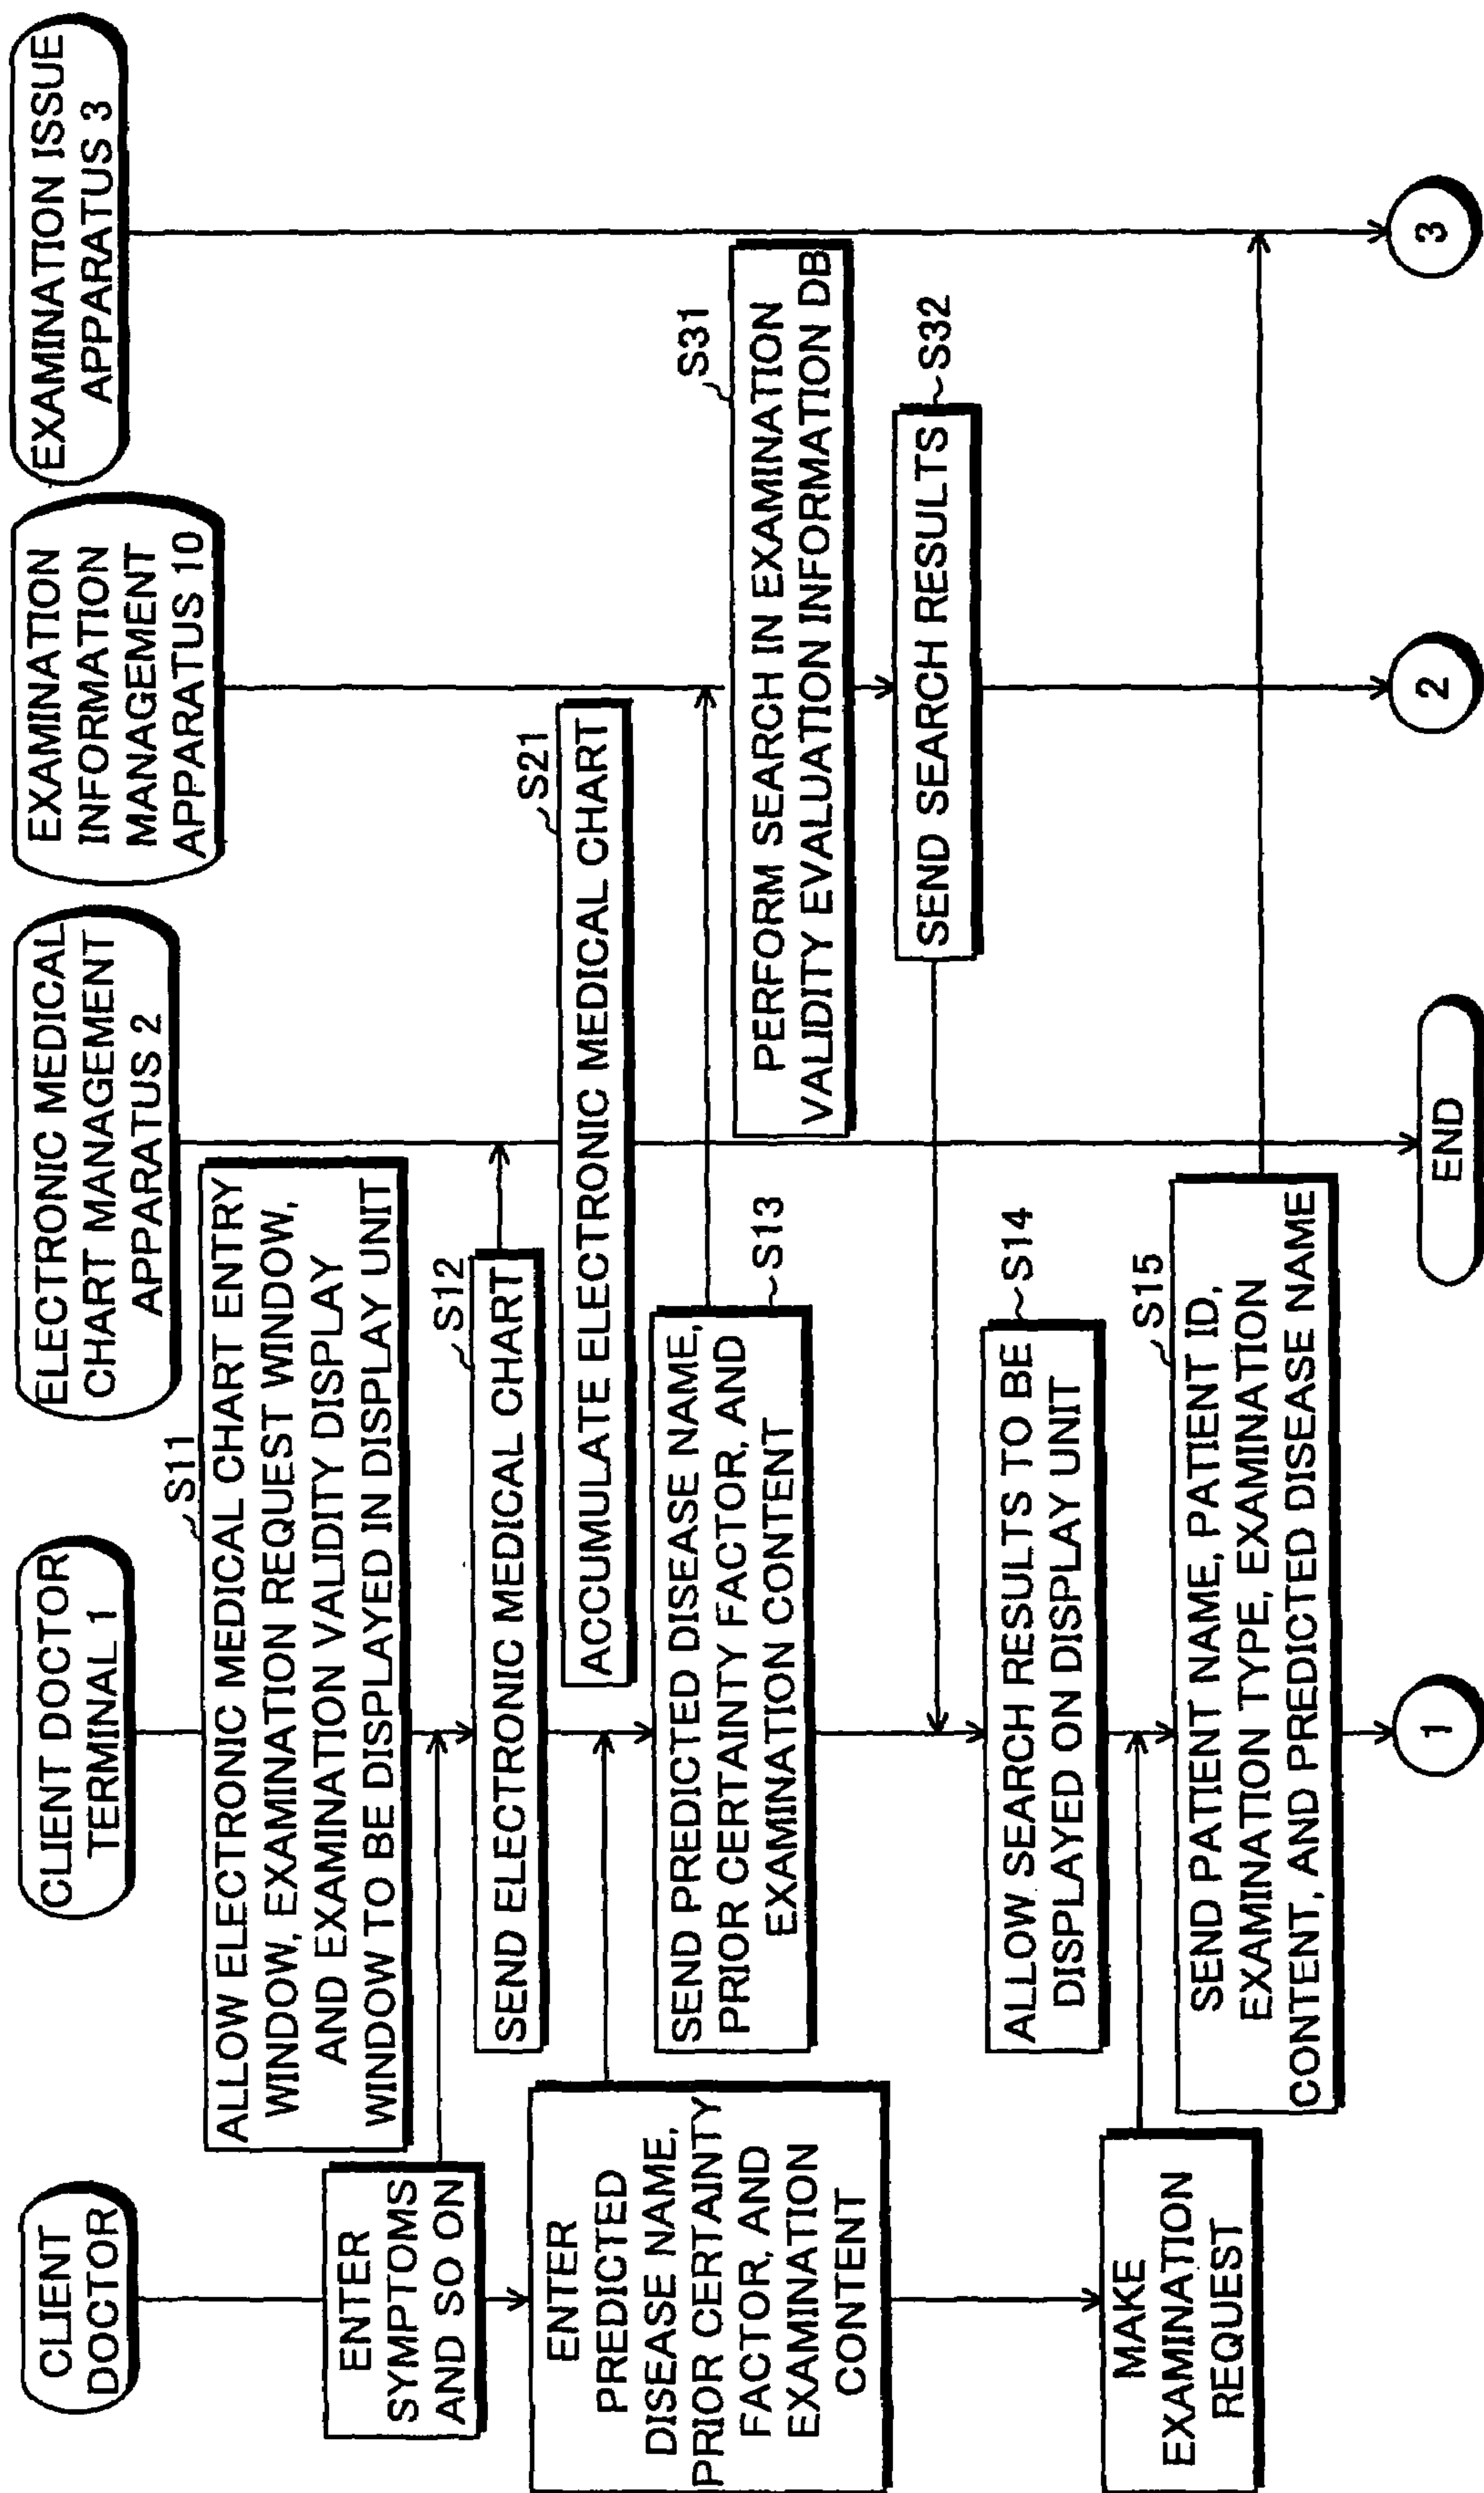 CLIENT
DOCTOR
CLIENT DOCTOR
TERMINAL 1
ELECTRONIC MEDICAL
CHART MANAGEMENT
APPARATUS 2
EXAMINATION
INFORMATION
MANAGEMENT
APPARATUS 10
EXAMINATION ISSUE
APPARATUS 3
S11
ALLOW ELECTRONIC MEDICAL CHART ENTRY
WINDOW, EXAMINATION REQUEST WINDOW,
AND EXAMINATION VALIDITY DISPLAY
WINDOW TO BE DISPLAYED IN DISPLAY UNIT
ENTER
SYMPTOMS
AND SO ON
S12
SEND ELECTRONIC MEDICAL CHART
S21
ACCUMULATE ELECTRONIC MEDICAL CHART
ENTER
PREDICTED
DISEASE NAME,
PRIOR CERTAINTY
FACTOR, AND
EXAMINATION
CONTENT
SEND PREDICTED DISEASE NAME,
PRIOR CERTAINTY FACTOR, AND
EXAMINATION CONTENT
S13
S31
PERFORM SEARCH IN EXAMINATION
VALIDITY EVALUATION INFORMATION DB
SEND SEARCH RESULTS
S32
ALLOW SEARCH RESULTS TO BE
DISPLAYED ON DISPLAY UNIT
S14
MAKE
EXAMINATION
REQUEST
S15
SEND PATIENT NAME, PATIENT ID,
EXAMINATION TYPE, EXAMINATION
CONTENT, AND PREDICTED DISEASE NAME
1
END
2
3